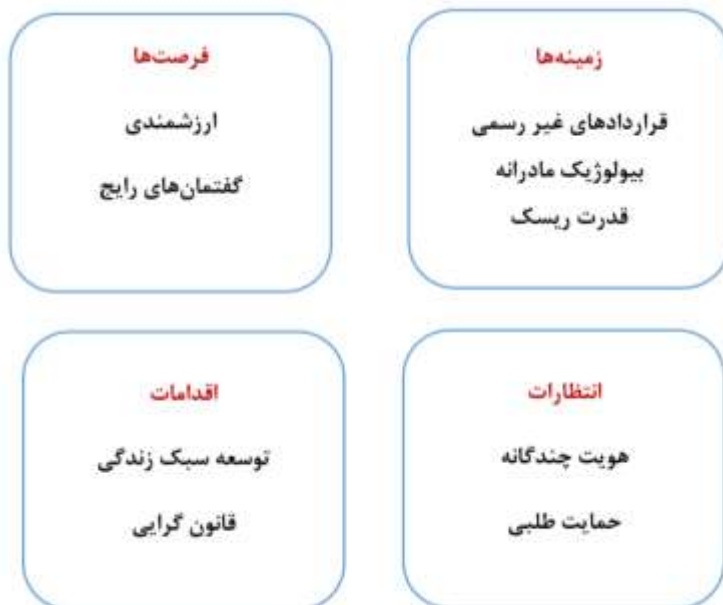 زمینه‌ها
قراردادهای غیر رسمی
بیولوژیک مادرانه
قدرت ریسک
فرصت‌ها
ارزشمندی
گفتمان‌های رایج
انتظارات
هویت چندگانه
حمایت طلبی
اقدامات
توسعه سبک زندگی
قانون گرایی